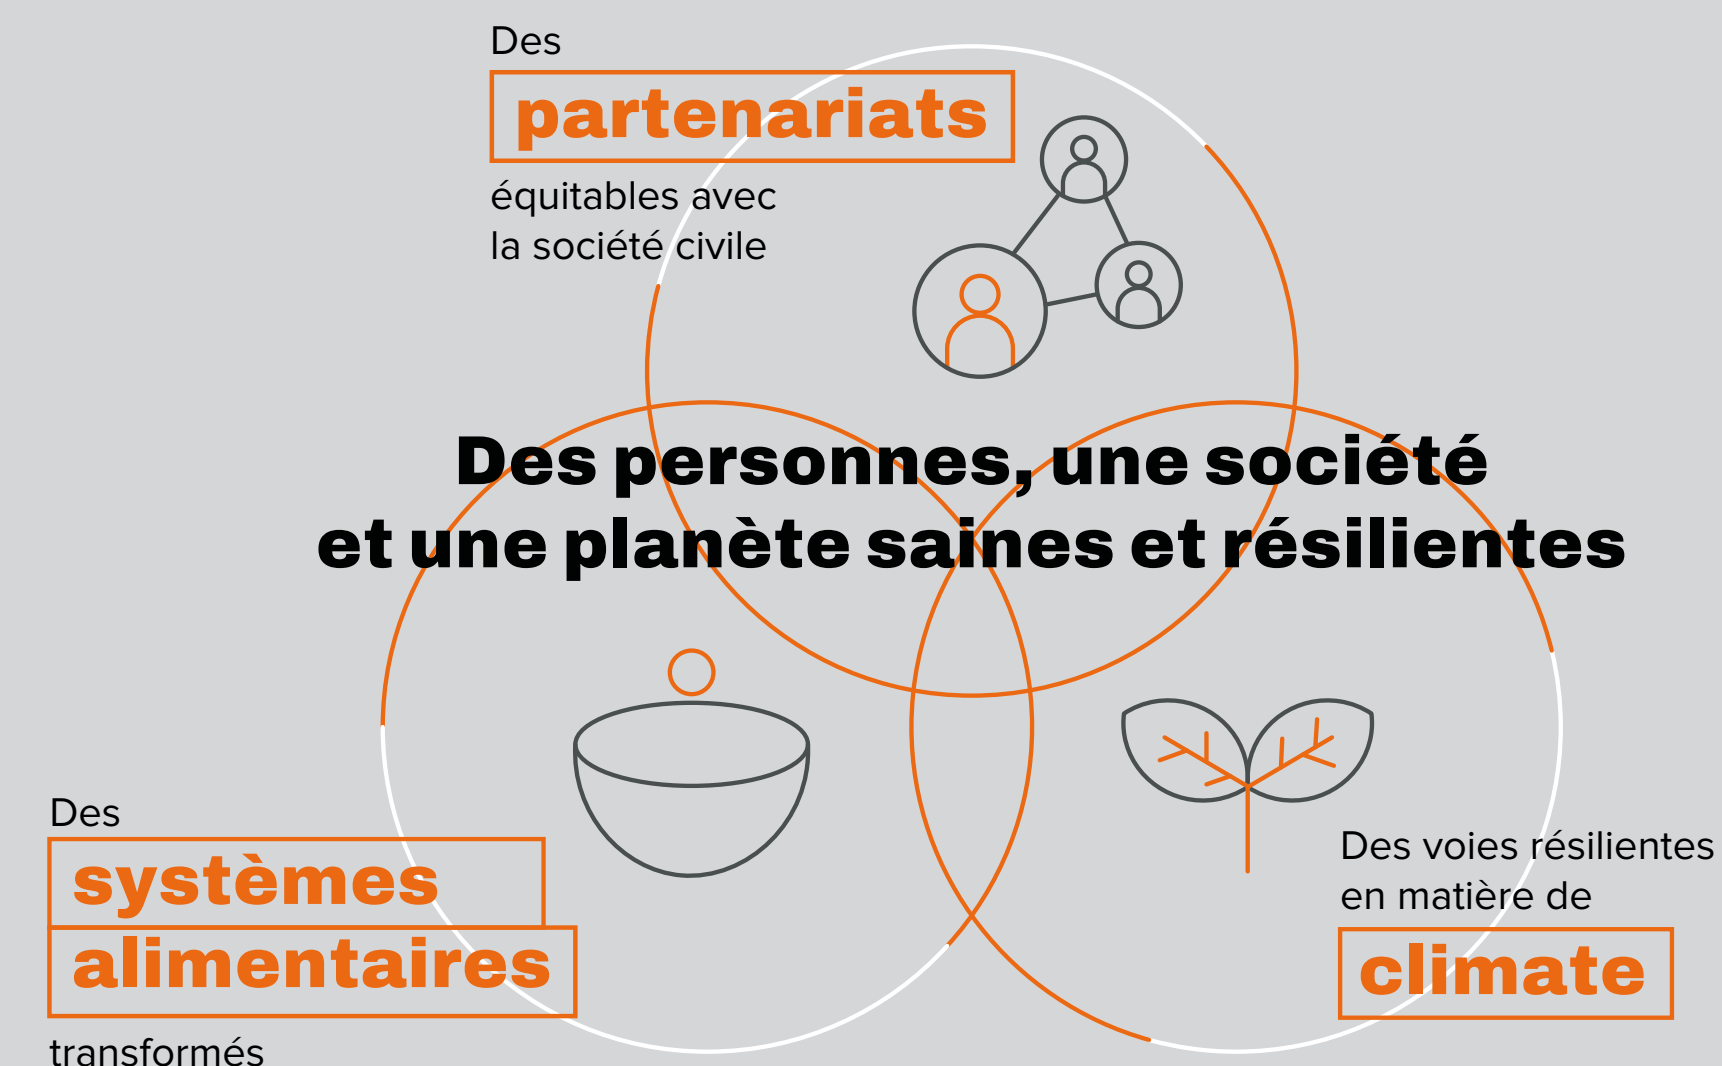 Des
partenariats
équitables avec
la société civile
Des personnes, une société
et une planète saines et résilientes
Des
systèmes
alimentaires
transformés
Des voies résilientes
en matière de
climate